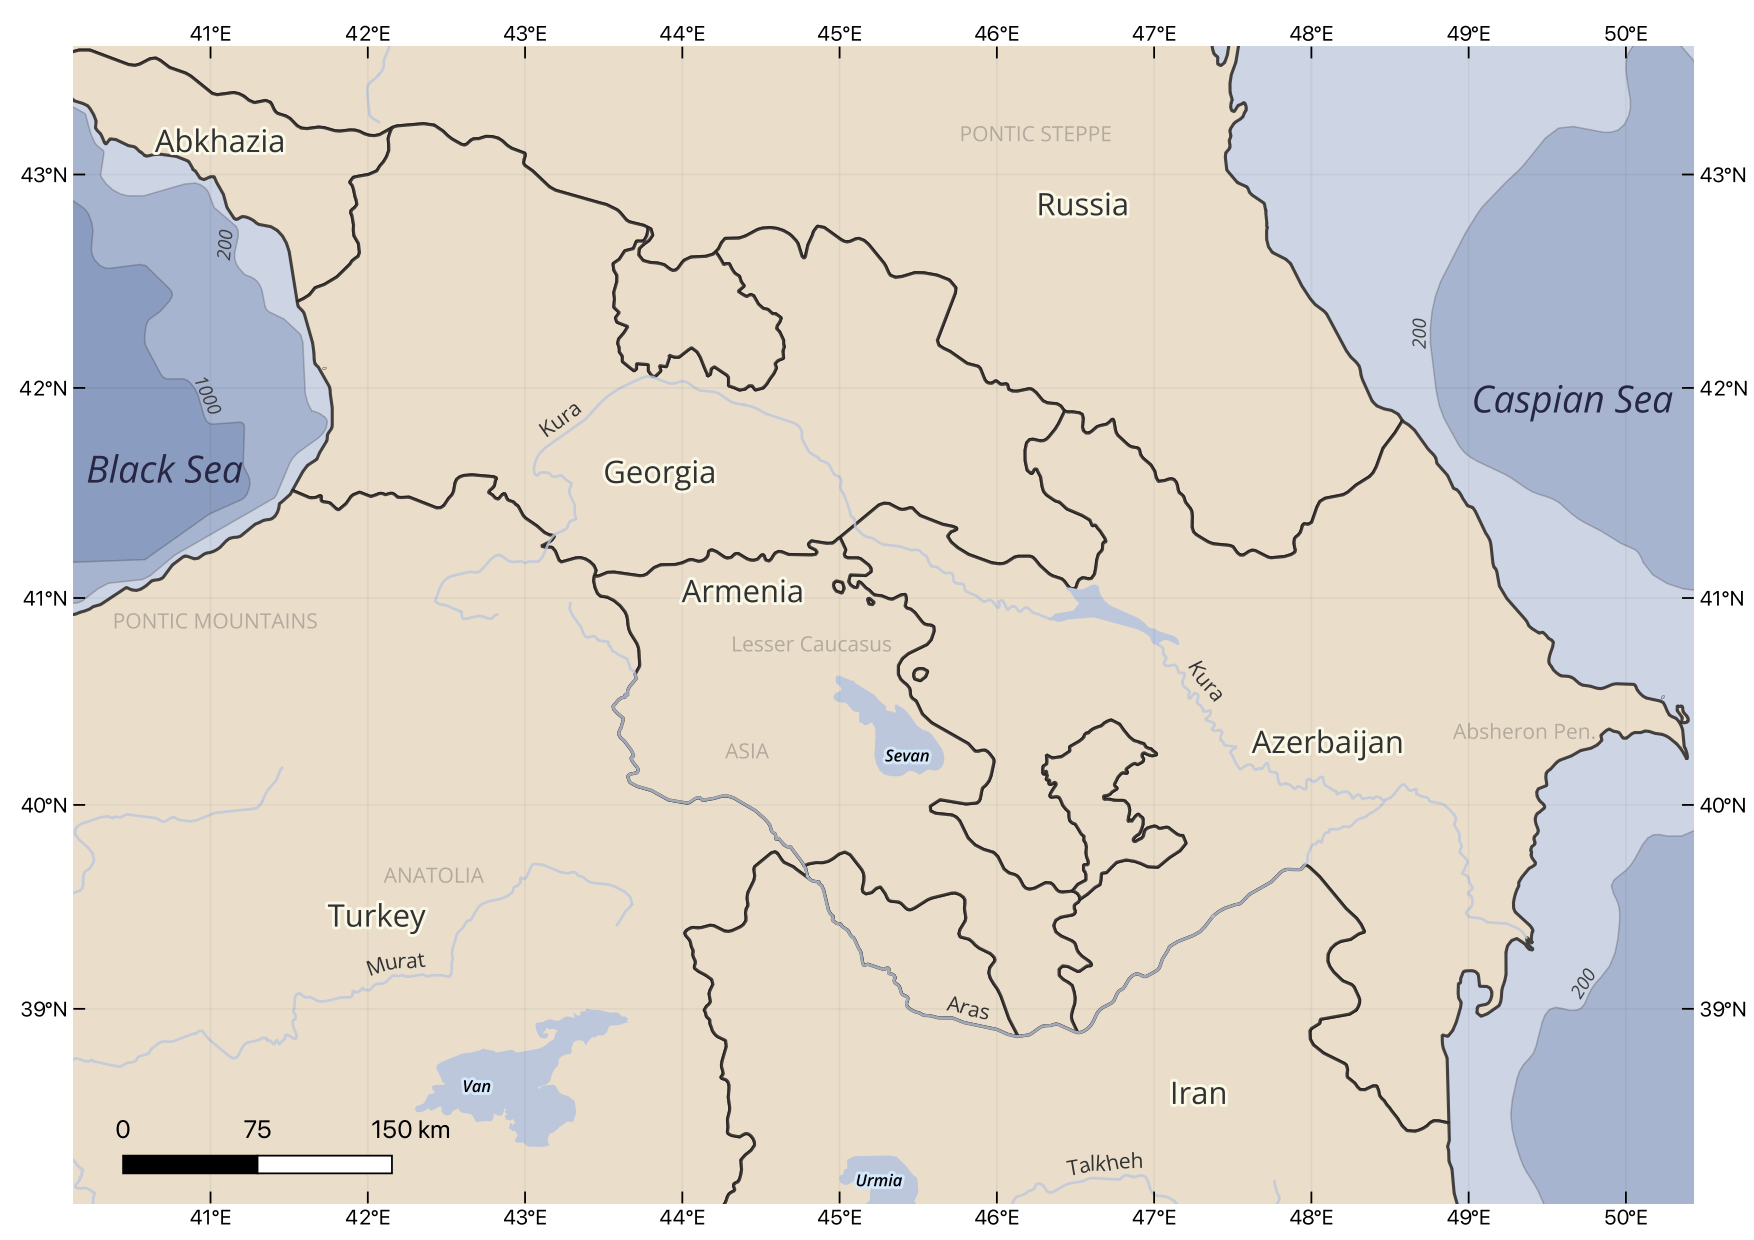 41°E 42°E 43°E 44°E 45°E 46°E 47°E 48°E 49°E 50°E
Abkhazia
PONTIC STEPPE
43°N 43°N
Russia
200
200
42°N 42°N
1000
Caspian Sea
Kura
Black Sea
Georgia
41°N 41°N
Armenia
PONTIC MOUNTAINS
Lesser Caucasus
Kura
Absheron Pen.
Azerbaijan
ASIA
Sevan
40°N 40°N
ANATOLIA
Turkey
Murat
200
Aras
39°N 39°N
Van
Iran
0 75 150 km
Talkheh
Urmia
41°E 42°E 43°E 44°E 45°E 46°E 47°E 48°E 49°E 50°E